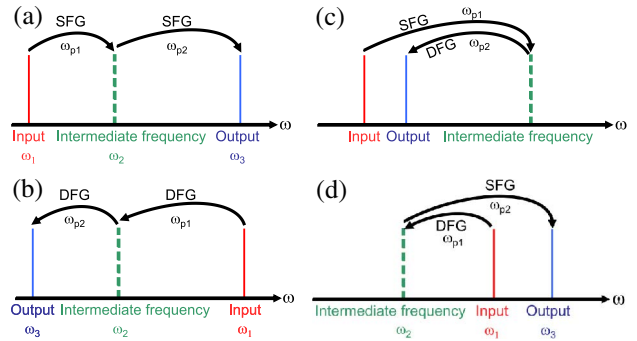 (a)
SFG
SFG
ωp1
ωp2
ω
Input
Intermediate frequency
Output
ω1
ω2
ω3
(c)
SFG
ωp1
DFG
ωp2
ω
Input
Output
Intermediate frequency
(b)
DFG
DFG
ωp2
ωp1
ω
Output
Intermediate frequency
Input
ω3
ω2
ω1
(d)
SFG
ωp2
DFG
ωp1
ω
Intermediate frequency
Input
Output
ω2
ω1
ω3